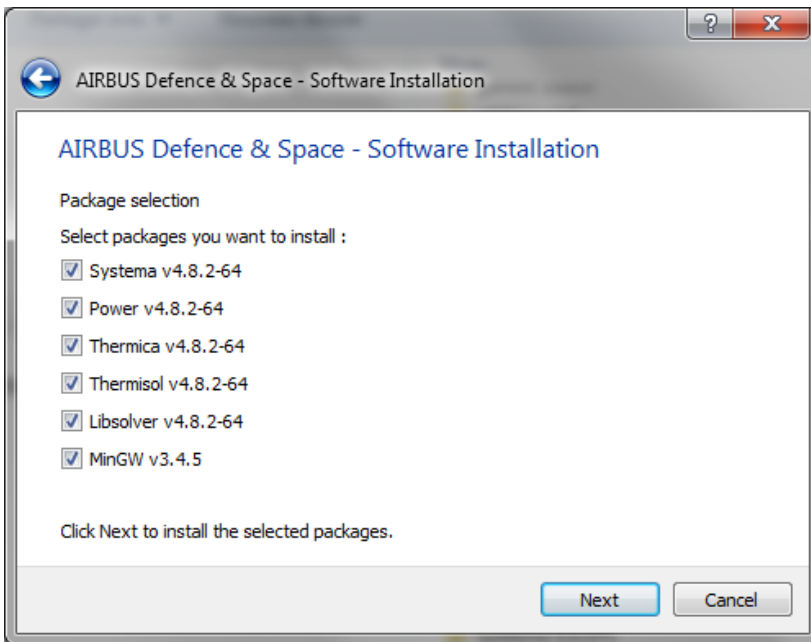 ?
X
AIRBUS Defence & Space - Software Installation
AIRBUS Defence & Space - Software Installation
Package selection
Select packages you want to install :
Systema v4.8.2-64
Power v4.8.2-64
Thermica v4.8.2-64
Thermisol v4.8.2-64
Libsolver v4.8.2-64
MinGW v3.4.5
Click Next to install the selected packages.
Next
Cancel